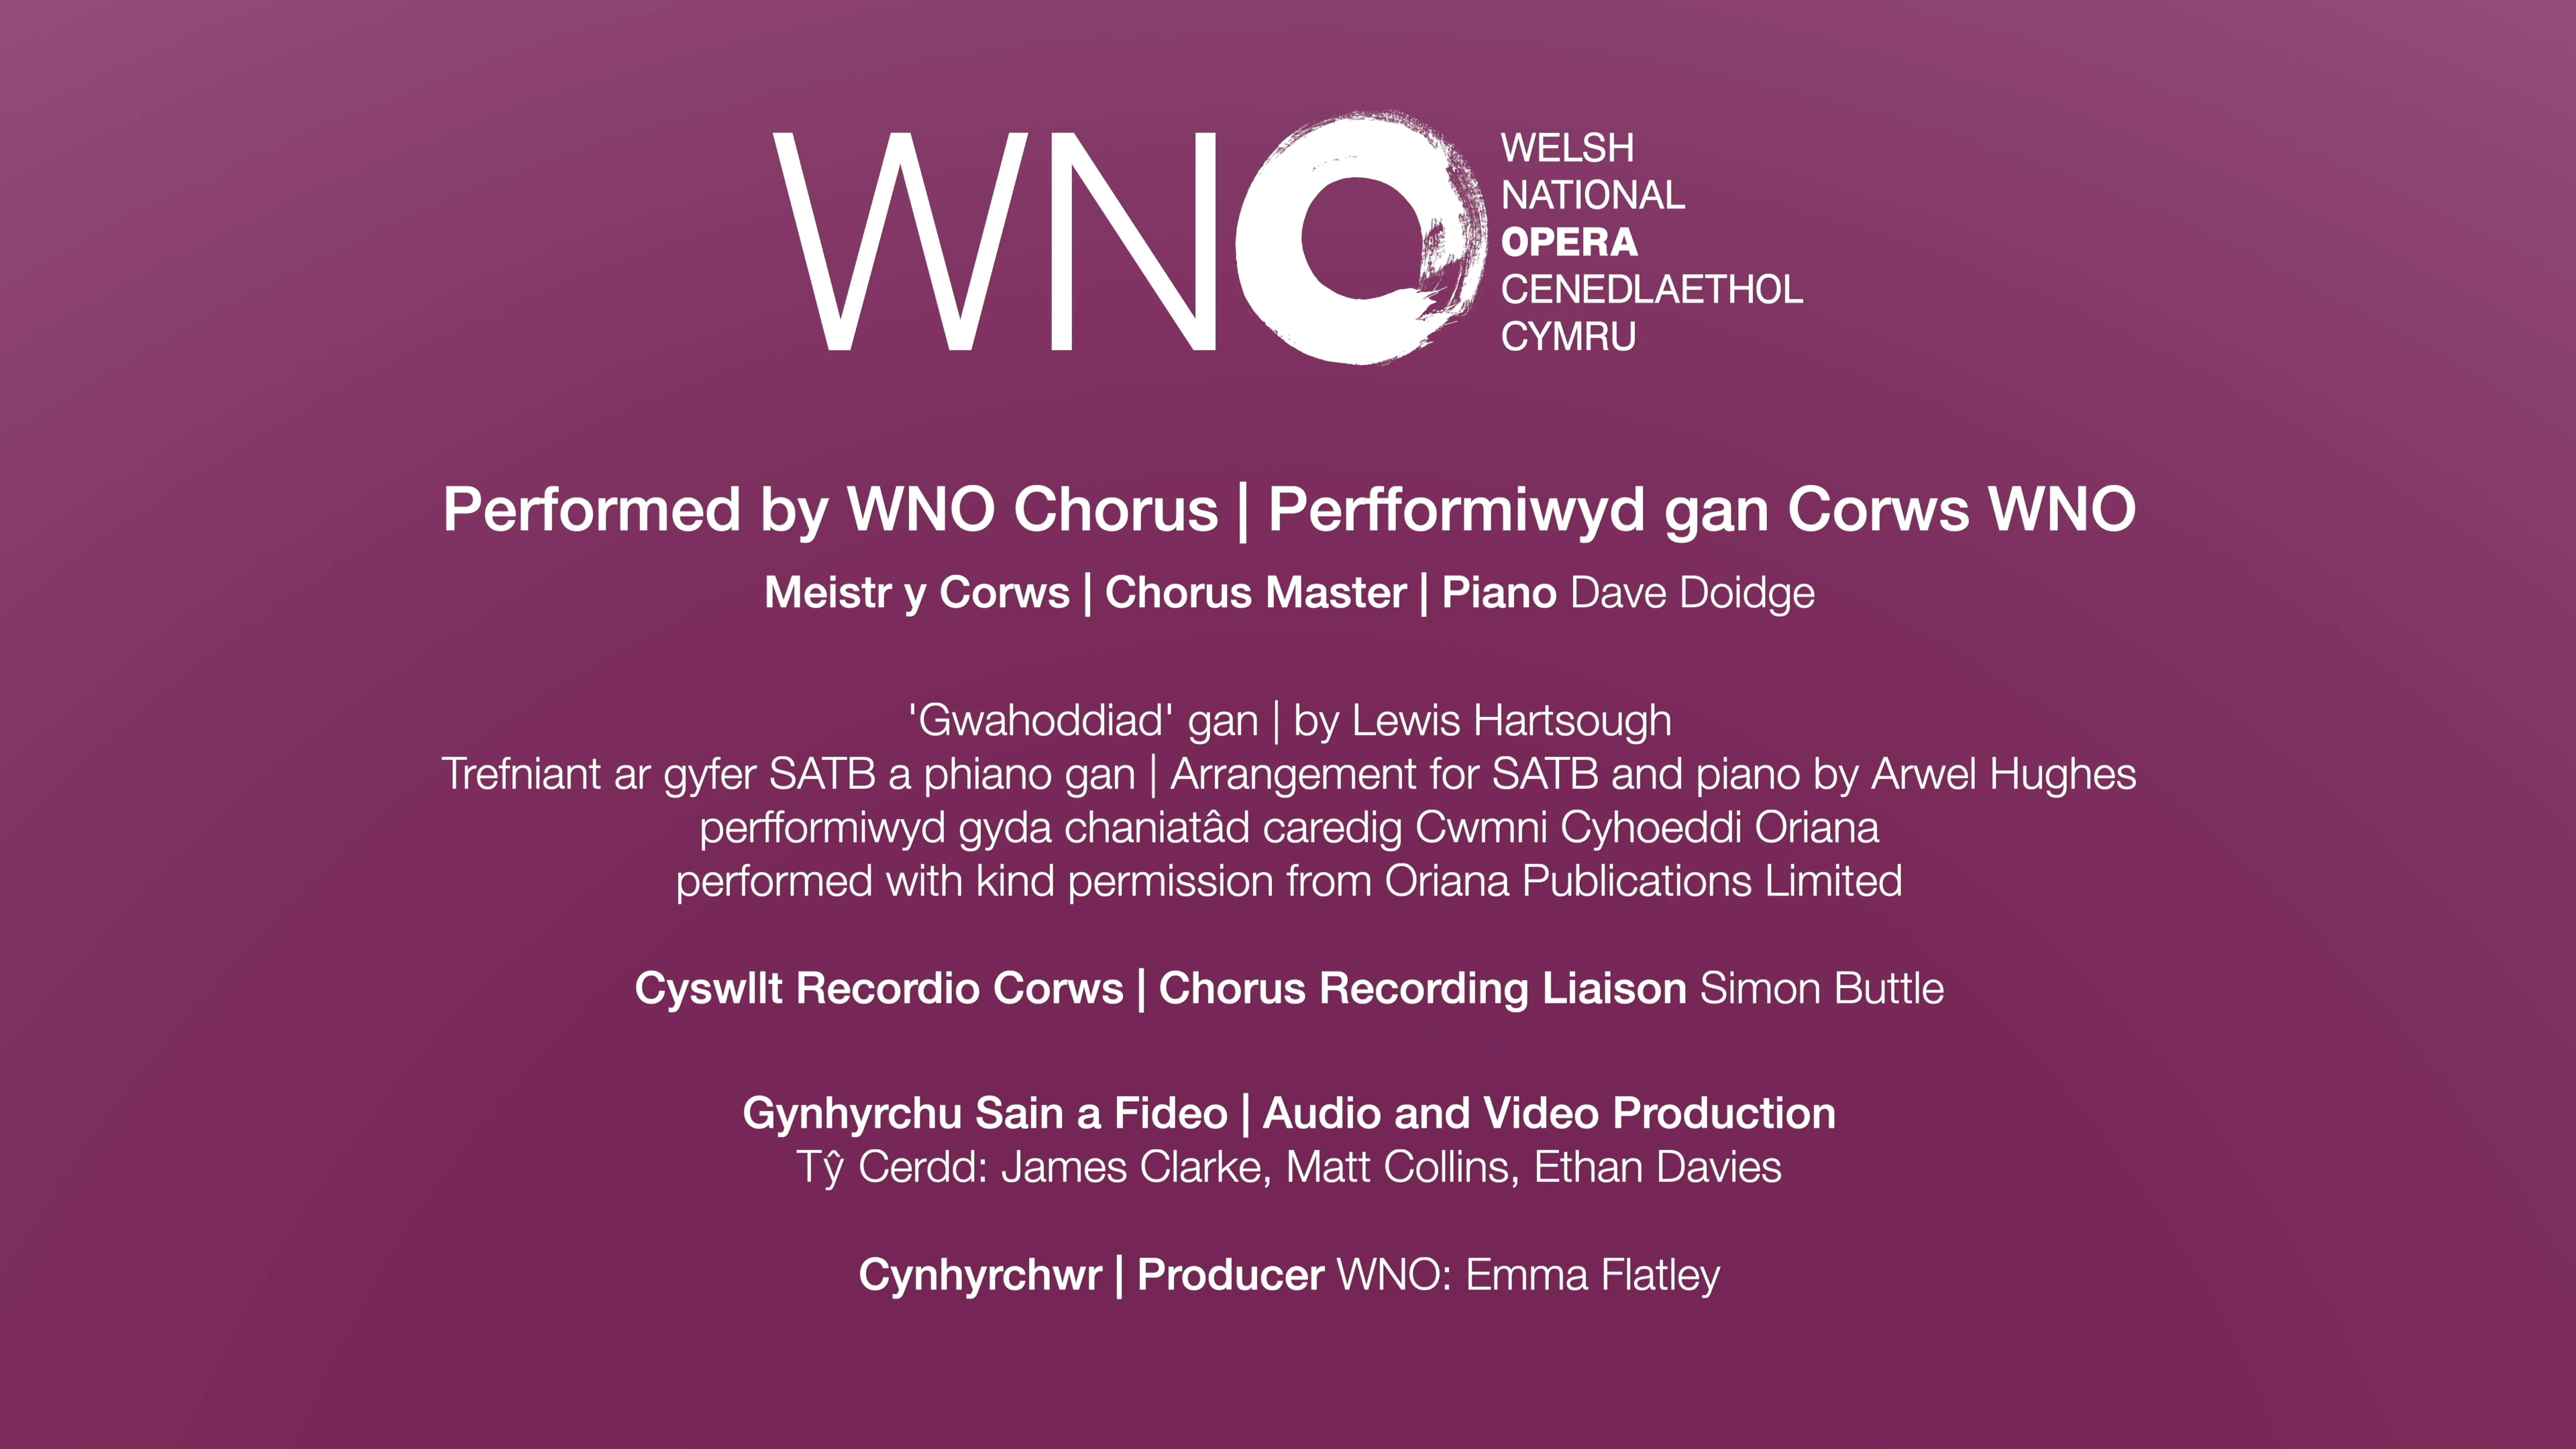 WNO
WELSH
NATIONAL
OPERA
CENEDLAETHOL
CYMRU
Performed by WNO Chorus | Perfformiwyd gan Corws WNO
Meistr y Corws | Chorus Master | Piano Dave Doidge
'Gwahoddiad' gan | by Lewis Hartsough
Trefniant ar gyfer SATB a phiano gan | Arrangement for SATB and piano by Arwel Hughes
perfformiwyd gyda chaniatâd caredig Cwmni Cyhoeddi Oriana
performed with kind permission from Oriana Publications Limited
Cyswllt Recordio Corws | Chorus Recording Liaison Simon Buttle
Gynhyrchu Sain a Fideo | Audio and Video Production
Tŷ Cerdd: James Clarke, Matt Collins, Ethan Davies
Cynhyrchwr | Producer WNO: Emma Flatley